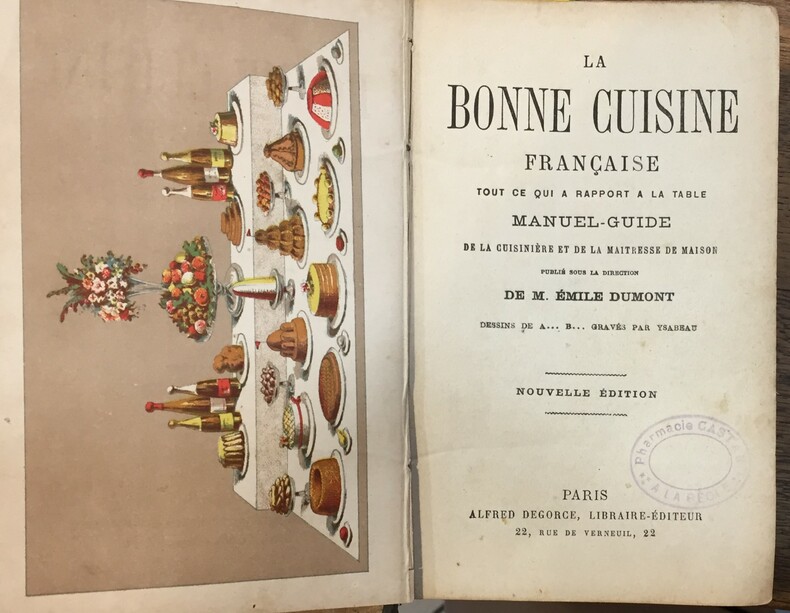 LA
BONNE CUISINE
FRANÇAISE
TOUT CE QUI A RAPPORT A LA TABLE
MANUEL-GUIDE
DE LA CUISINIÈRE ET DE LA MAITRESSE DE MAISON
PUBLIÉ SOUS LA DIRECTION
DE M. ÉMILE DUMONT
DESSINS DE A... B... GRAVÉS PAR YSABEAU
NOUVELLE ÉDITION
Pharmacie
A LA
PARIS
ALFRED DEGORCE, LIBRAIRE-ÉDITEUR
22, RUE DE VERNEUIL, 22